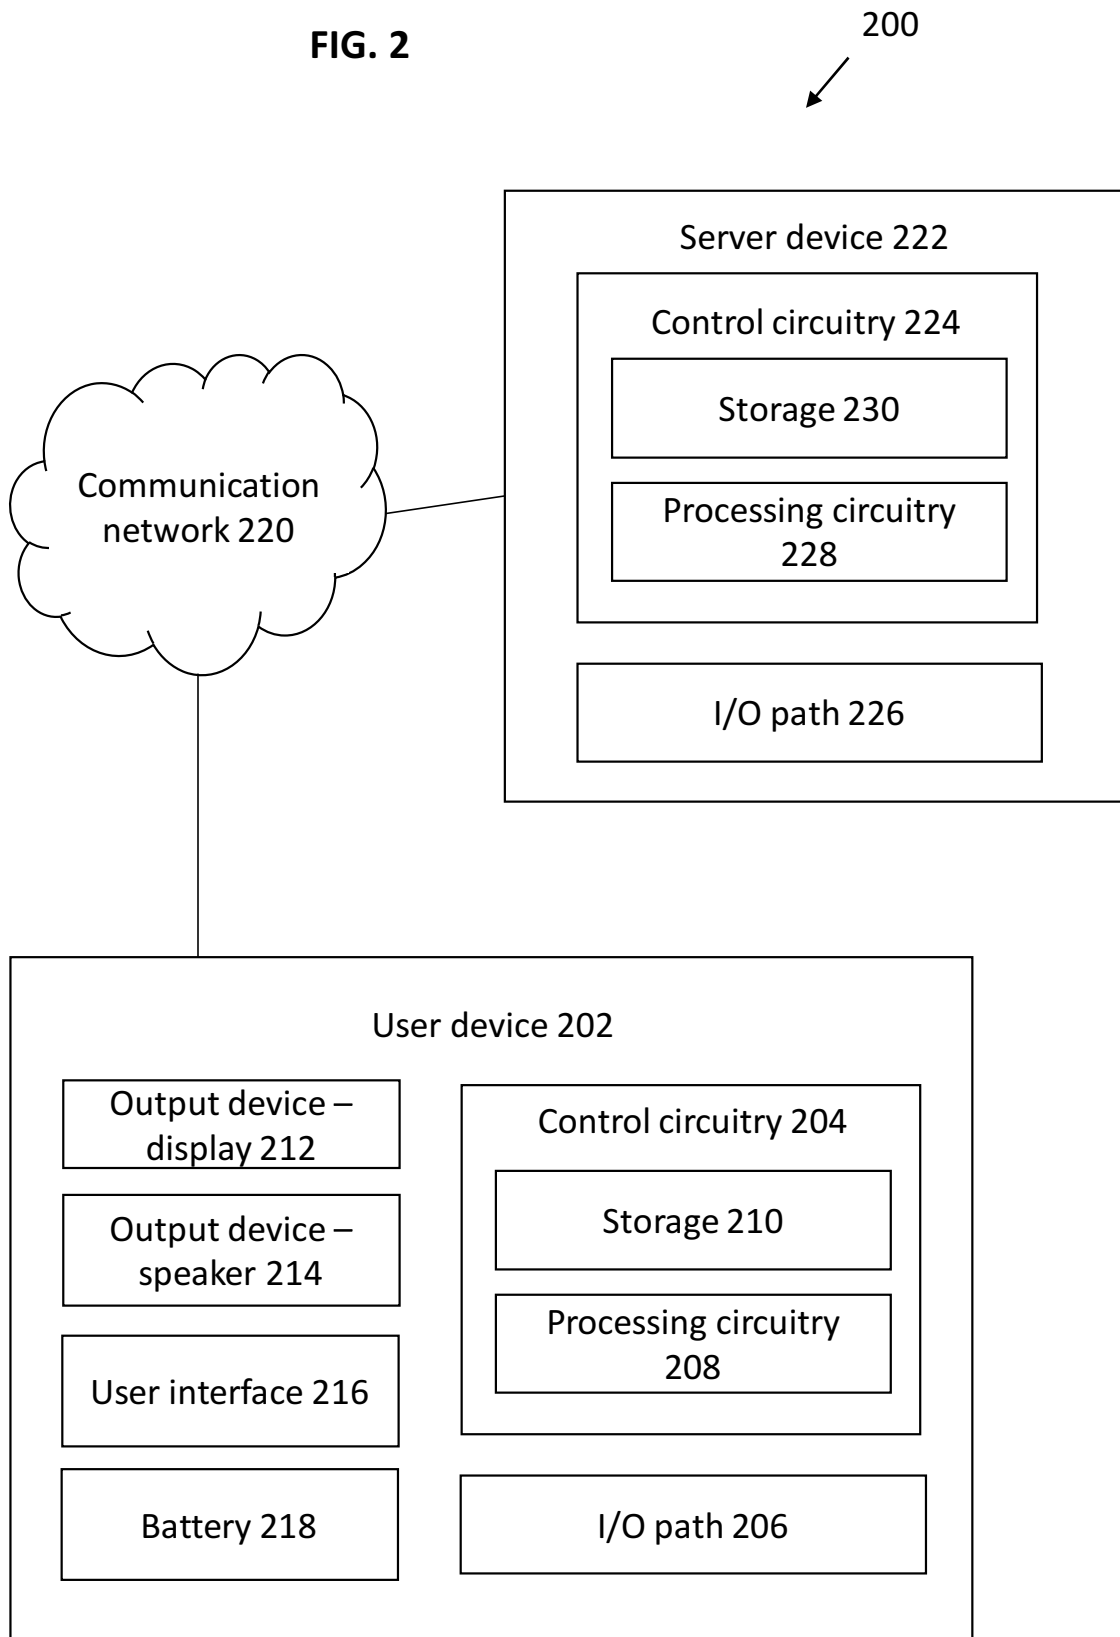 FIG. 2
200
Server device 222
Control circuitry 224
Storage 230
Processing circuitry
228
I/O path 226
Communication
network 220
User device 202
Output device –
display 212
Output device –
speaker 214
User interface 216
Battery 218
Control circuitry 204
Storage 210
Processing circuitry
208
I/O path 206